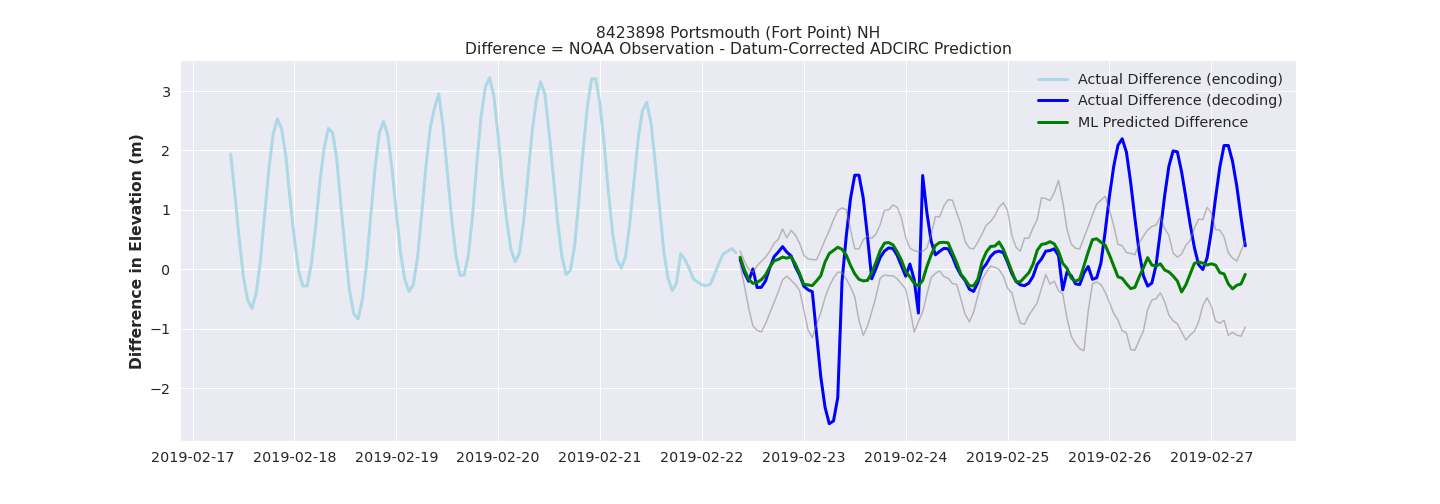 8423898 Portsmouth (Fort Point) NH
Difference = NOAA Observation - Datum-Corrected ADCIRC Prediction
Actual Difference (encoding)
Actual Difference (decoding)
ML Predicted Difference
Difference in Elevation (m)
3
2
1
0
−1
−2
2019-02-17 2019-02-18 2019-02-19 2019-02-20 2019-02-21 2019-02-22 2019-02-23 2019-02-24 2019-02-25 2019-02-26 2019-02-27